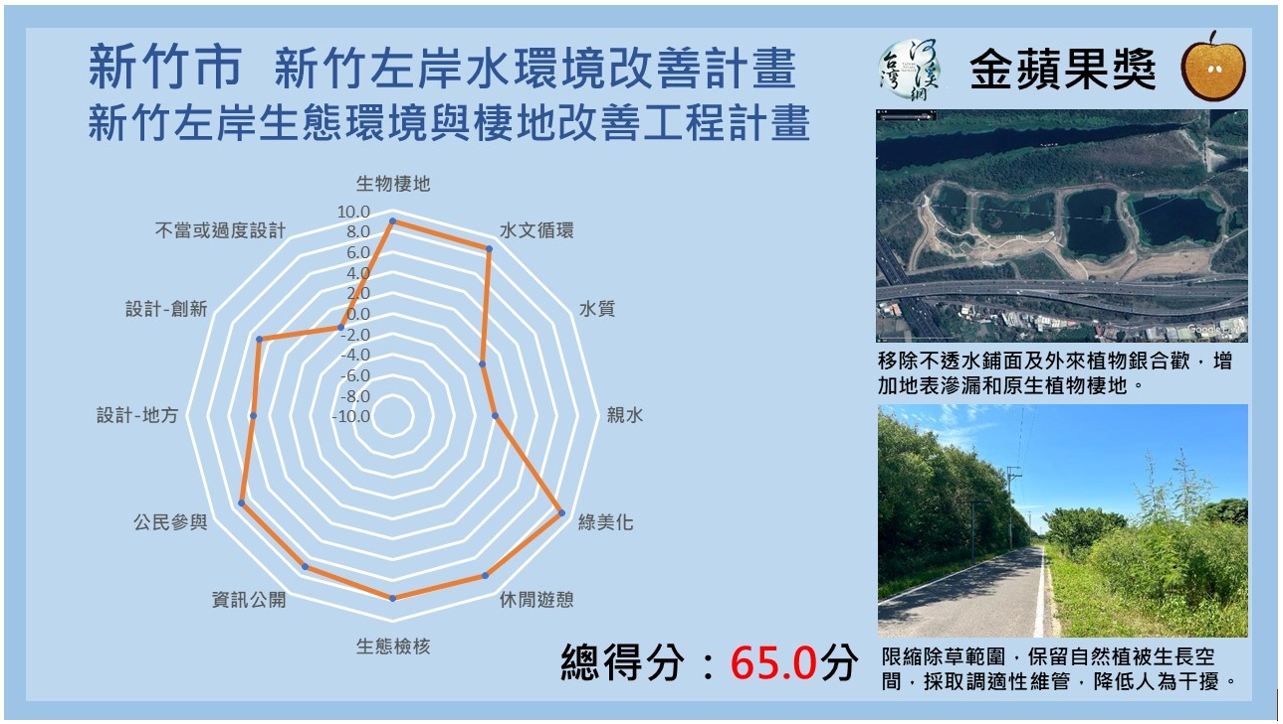 新竹市 新竹左岸水環境改善計畫
新竹左岸生態環境與棲地改善工程計畫
台灣
河溪網
金蘋果獎
生物棲地
水文循環
水質
親水
綠美化
休閒遊憩
生態檢核
資訊公開
公民參與
設計-地方
設計-創新
不當或過度設計
10.0
8.0
6.0
4.0
2.0
0.0
-2.0
-4.0
-6.0
-8.0
-10.0
總得分：65.0分
Google
移除不透水鋪面及外來植物銀合歡，增
加地表滲漏和原生植物棲地。
限縮除草範圍，保留自然植被生長空
間，採取調適性維管，降低人為干擾。